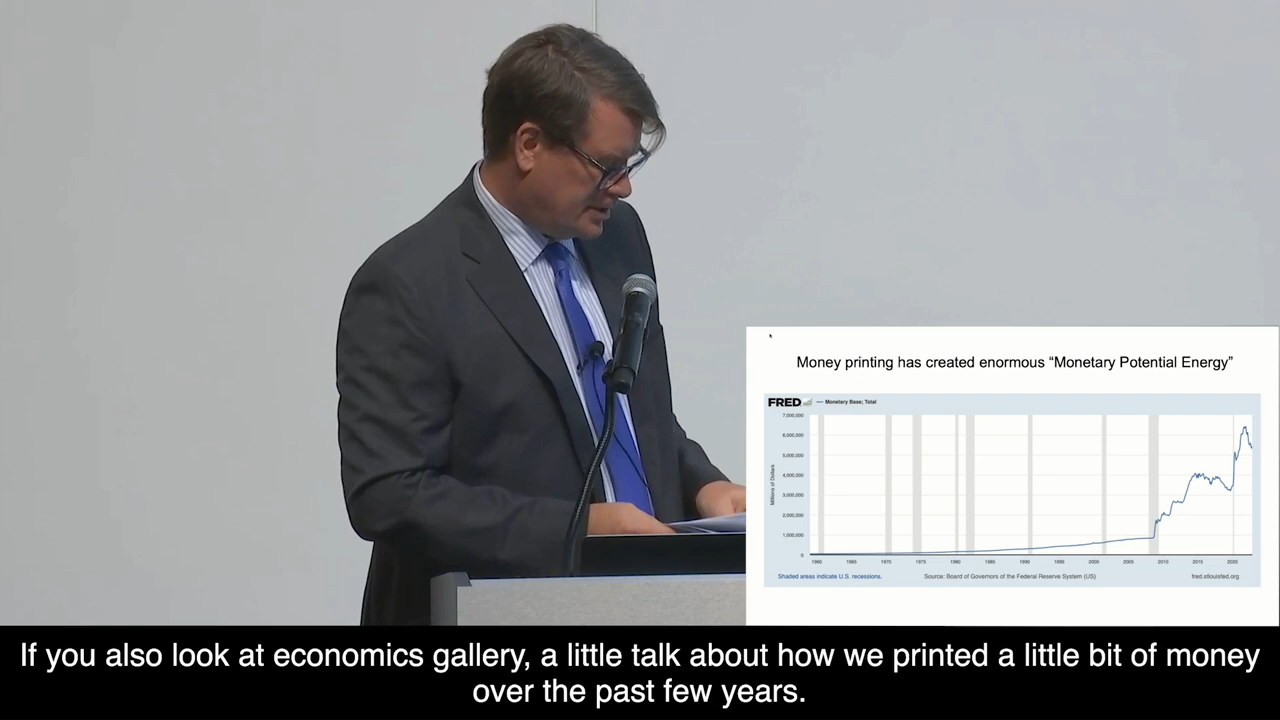 Money printing has created enormous “Monetary Potential Energy”
FRED — Monetary Base; Total
7,000,000
6,000,000
5,000,000
4,000,000
3,000,000
2,000,000
1,000,000
0
Millions of Dollars
1960 1965 1970 1975 1980 1985 1990 1995 2000 2005 2010 2015 2020
Shaded areas indicate U.S. recessions. Source: Board of Governors of the Federal Reserve System (US) fred.stlouisfed.org
If you also look at economics gallery, a little talk about how we printed a little bit of money
over the past few years.